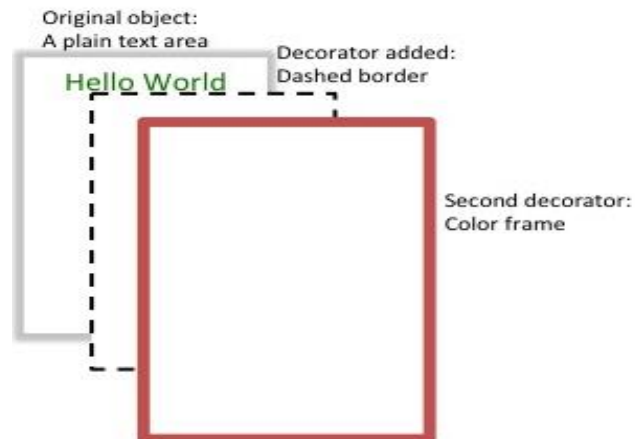 Original object:
A plain text area
Decorator added:
Dashed border
Hello World
Second decorator:
Color frame